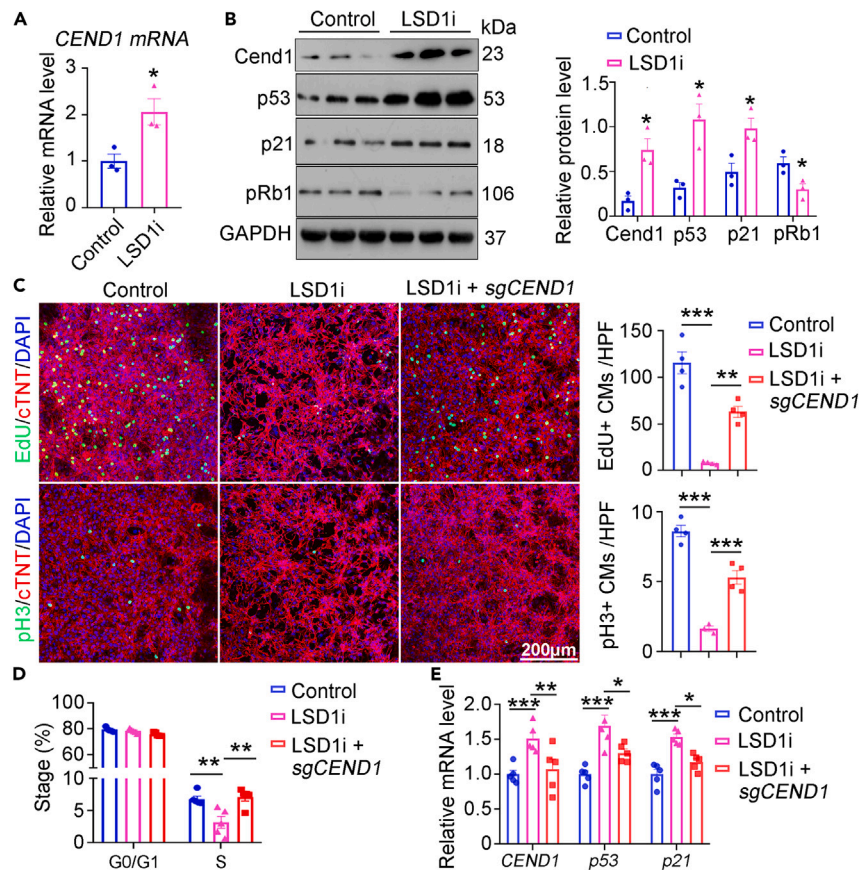 A
CEND1 mRNA
Relative mRNA level
3
2
1
0
*
Control
LSD1i
B
Control LSD1i
kDa
Cend1 23
p53 53
p21 18
pRb1 106
GAPDH 37
Control
LSD1i
Relative protein level
1.5
1.0
0.5
0
* * * *
Cend1 p53 p21 pRb1
C
Control LSD1i LSD1i + sgCEND1
EdU/cTNT/DAPI
pH3/cTNT/DAPI
200μm
EdU+ CMs /HPF
150
100
50
0
***
**
Control
LSD1i
LSD1i +
sgCEND1
pH3+ CMs /HPF
10
5
0
***
***
D
Stage (%)
80
60
40
10
5
0
** **
G0/G1 S
Control
LSD1i
LSD1i +
sgCEND1
E
Relative mRNA level
2.0
1.5
1.0
0.5
0
*** ** *** * *** *
CEND1 p53 p21
Control
LSD1i
LSD1i +
sgCEND1